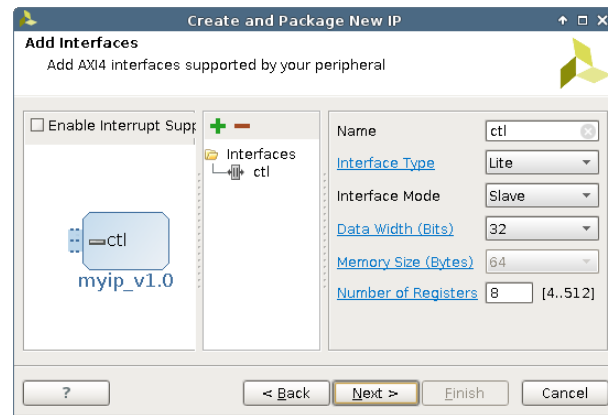 Create and Package New IP
Add Interfaces
Add AXI4 interfaces supported by your peripheral
Enable Interrupt Supp
ctl
myip_v1.0
Interfaces
ctl
Name ctl
Interface Type Lite
Interface Mode Slave
Data Width (Bits) 32
Memory Size (Bytes) 64
Number of Registers 8 [4..512]
? < Back Next > Finish Cancel